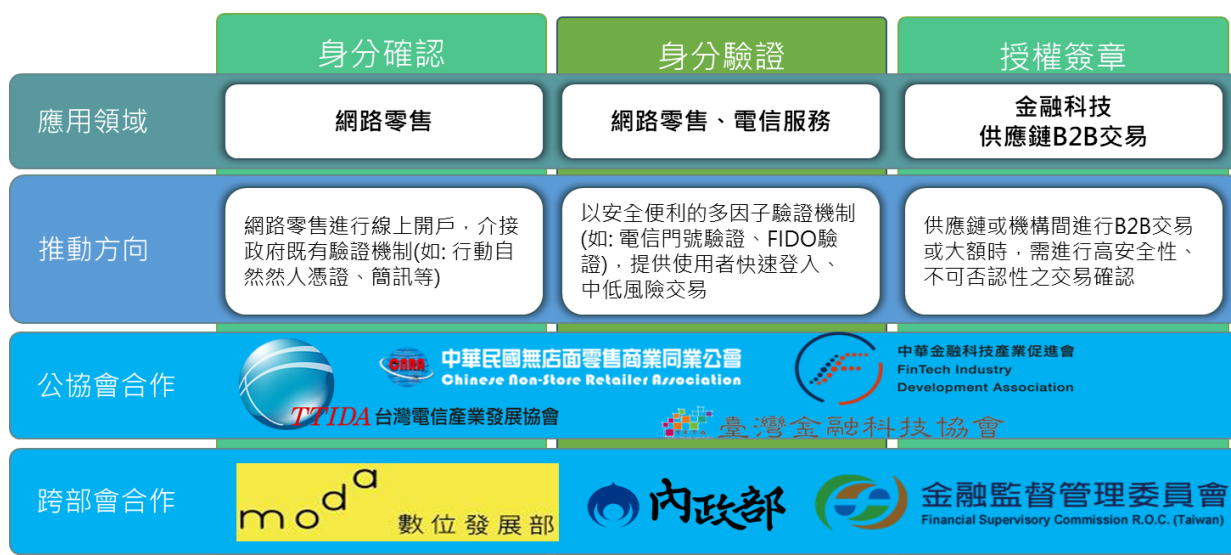 身分確認
身分驗證
授權簽章
應用領域
網路零售
網路零售、電信服務
金融科技
供應鏈B2B交易
推動方向
網路零售進行線上開戶，介接
政府既有驗證機制(如: 行動自
然然人憑證、簡訊等)
以安全便利的多因子驗證機制
(如: 電信門號驗證、FIDO驗
證)，提供使用者快速登入、
中低風險交易
供應鏈或機構間進行B2B交易
或大額時，需進行高安全性、
不可否認性之交易確認
公協會合作
CNRA
中華民國無店面零售商業同業公會
Chinese Non-Store Retailer Association
TTIDA 台灣電信產業發展協會
中華金融科技產業促進會
FinTech Industry
Development Association
臺灣金融科技協會
跨部會合作
moda
數位發展部
內政部
金融監督管理委員會
Financial Supervisory Commission R.O.C. (Taiwan)